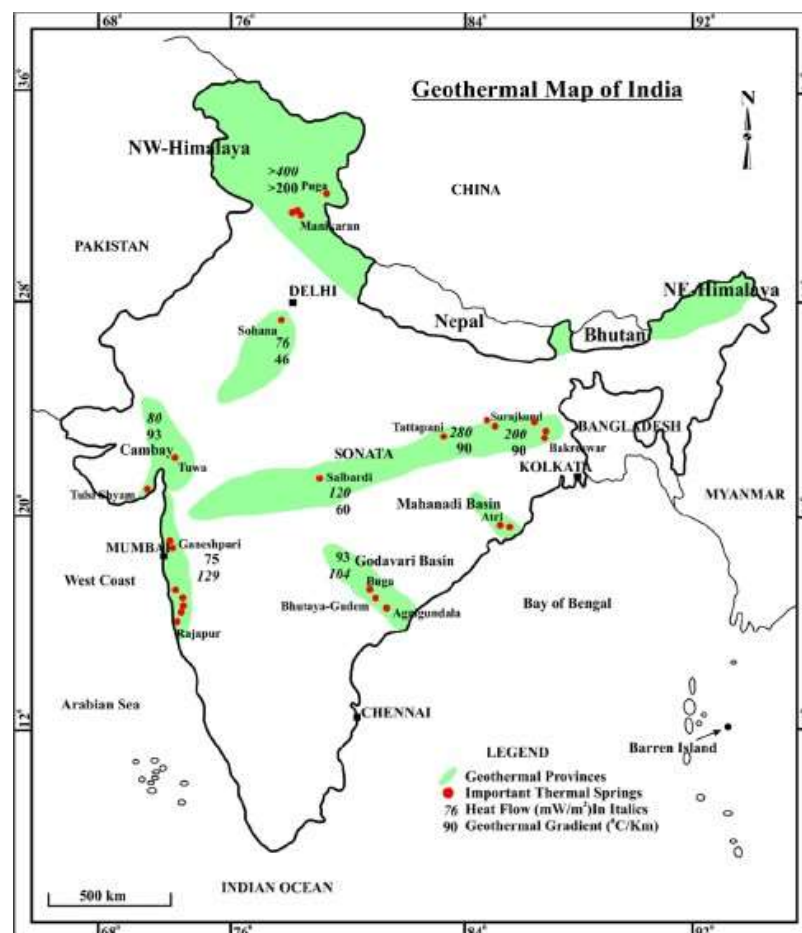 68°
76°
84°
92°
36°
Geothermal Map of India
N
NW-Himalaya
>400
>200
Puga
CHINA
Manikaran
PAKISTAN
28°
DELHI
NE-Himalaya
Nepal
Bhutan
Sohana
76
46
80
93
Cambay
Tuwa
Tulsi Shyam
SONATA
Tattapani
280
90
Surajkund
200
90
BANGLADESH
Bakreswar
KOLKATA
Salbardi
120
60
MYANMAR
20°
Mahanadi Basin
Atri
MUMBAI
Ganeshpuri
75
129
West Coast
Rajapur
93
104
Godavari Basin
Buga
Bhutaya-Gudem
Agnigundala
Bay of Bengal
Arabian Sea
12°
CHENNAI
Barren Island
LEGEND
Geothermal Provinces
Important Thermal Springs
76 Heat Flow (mW/m²)In Italics
90 Geothermal Gradient (°C/Km)
500 km
INDIAN OCEAN
68°
76°
84°
92°